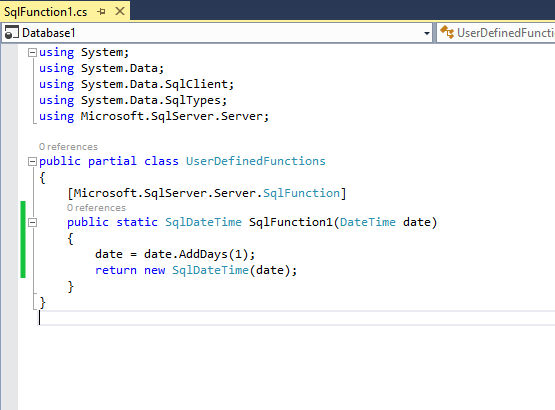 SqlFunction1.cs
Database1 UserDefinedFuncti
using System;
using System.Data;
using System.Data.SqlClient;
using System.Data.SqlTypes;
using Microsoft.SqlServer.Server;
0 references
public partial class UserDefinedFunctions
{
[Microsoft.SqlServer.Server.SqlFunction]
0 references
public static SqlDateTime SqlFunction1(DateTime date)
{
date = date.AddDays(1);
return new SqlDateTime(date);
}
}